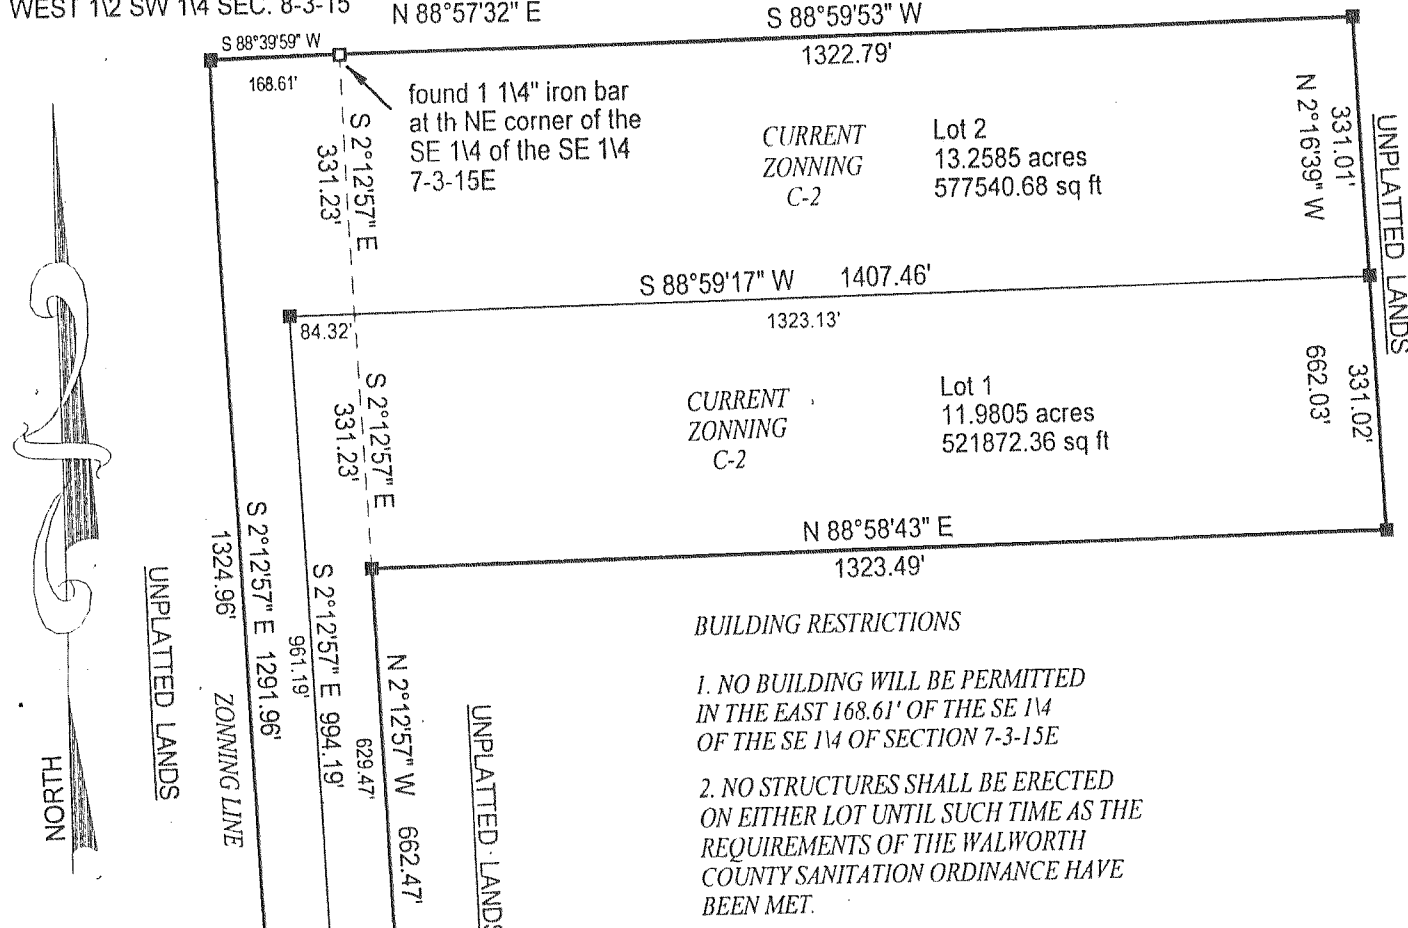 WEST 1\2 SW 1\4 SEC. 8-3-15
N 88°57'32" E
S 88°59'53" W
1322.79'
S 88°39'59" W
168.61'
found 1 1\4" iron bar
at th NE corner of the
SE 1\4 of the SE 1\4
7-3-15E
S 2°12'57" E
331.23'
CURRENT
ZONNING
C-2
Lot 2
13.2585 acres
577540.68 sq ft
331.01'
N 2°16'39" W
UNPLATTED LANDS
S 88°59'17" W 1407.46'
84.32'
1323.13'
S 2°12'57" E
331.23'
CURRENT
ZONNING
C-2
Lot 1
11.9805 acres
521872.36 sq ft
331.02'
662.03'
N 88°58'43" E
1323.49'
S 2°12'57" E 1291.96'
1324.96'
ZONNING LINE
UNPLATTED LANDS
S 2°12'57" E 994.19'
961.19'
N 2°12'57" W 662.47'
629.47'
UNPLATTED LANDS
NORTH
BUILDING RESTRICTIONS
1. NO BUILDING WILL BE PERMITTED
IN THE EAST 168.61' OF THE SE 1\4
OF THE SE 1\4 OF SECTION 7-3-15E
2. NO STRUCTURES SHALL BE ERECTED
ON EITHER LOT UNTIL SUCH TIME AS THE
REQUIREMENTS OF THE WALWORTH
COUNTY SANITATION ORDINANCE HAVE
BEEN MET.